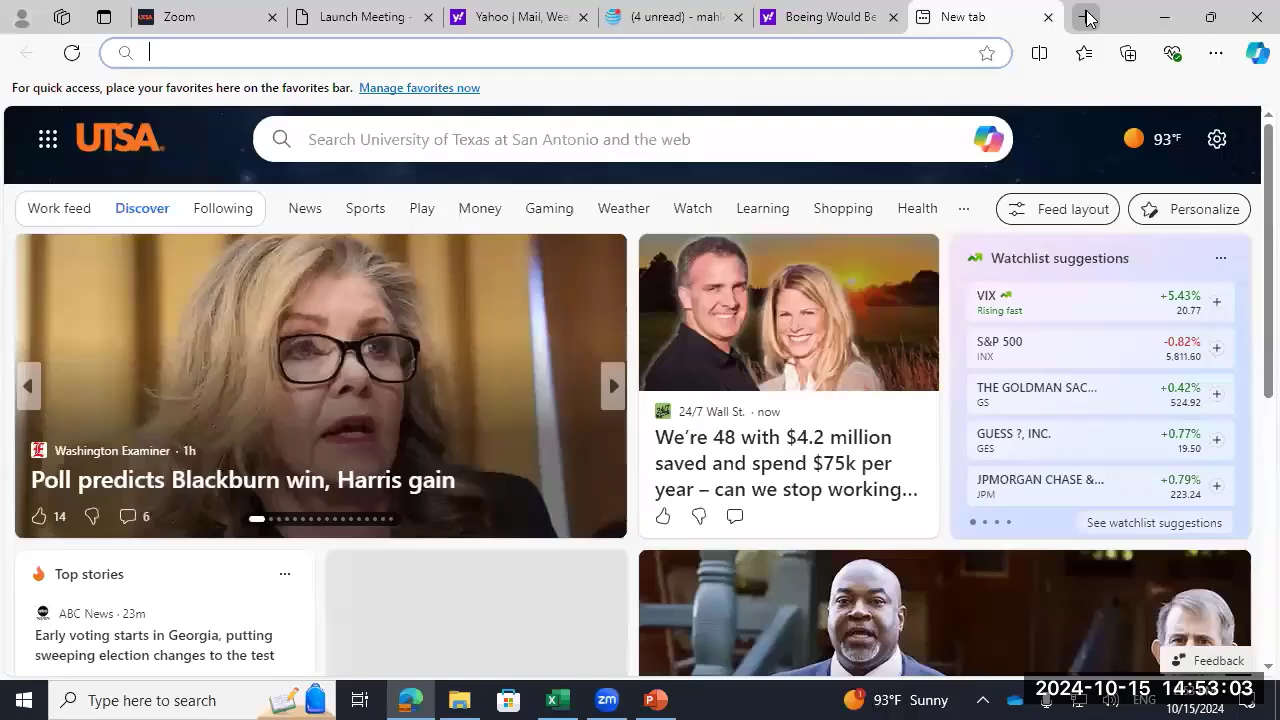 Zoom
Launch Meeting -
Yahoo | Mail, Wea
(4 unread) - mah
Boeing Would Be
New tab
For quick access, place your favorites here on the favorites bar. Manage favorites now
UTSA
Search University of Texas at San Antonio and the web
93°F
Work feed
Discover
Following
News
Sports
Play
Money
Gaming
Weather
Watch
Learning
Shopping
Health
Feed layout
Personalize
Washington Examiner · 1h
Poll predicts Blackburn win, Harris gain
14
6
24/7 Wall St. · now
We're 48 with $4.2 million
saved and spend $75k per
year – can we stop working...
Watchlist suggestions
VIX +5.43%
Rising fast 20.77
S&P 500 -0.82%
INX 5,811.60
THE GOLDMAN SAC... +0.42%
GS 524.92
GUESS ?, INC. +0.77%
GES 19.50
JPMORGAN CHASE &... +0.79%
JPM 223.24
See watchlist suggestions
Top stories
ABC News · 23m
Early voting starts in Georgia, putting
sweeping election changes to the test
Feedback
Type here to search
93°F Sunny
ENG
2024-10-15 14:53:03
10/15/2024